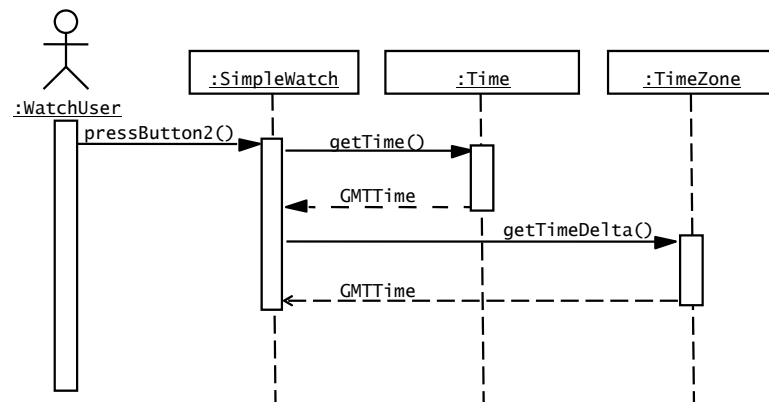 :SimpleWatch
:Time
:TimeZone
:WatchUser
pressButton2()
getTime()
GMTTime
getTimeDelta()
GMTTime